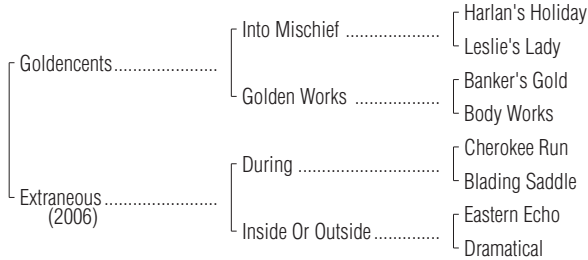 Harlan's Holiday
Into Mischief ....................
Leslie's Lady
Goldencents......................
Banker's Gold
Golden Works ..................
Body Works
Cherokee Run
During ..............................
Blading Saddle
Extraneous........................
(2006)
Eastern Echo
Inside Or Outside..............
Dramatical